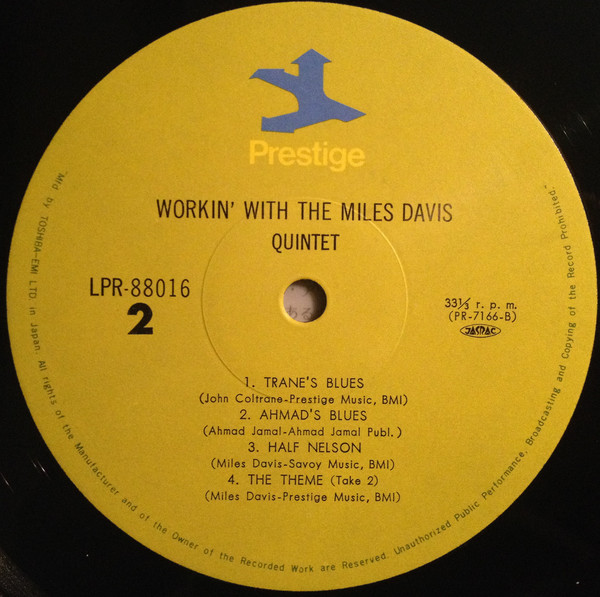 Prestige
WORKIN' WITH THE MILES DAVIS
QUINTET
LPR-88016
2
33⅓ r. p. m.
(PR-7166-B)
JASRAC
1. TRANE'S BLUES
(John Coltrane-Prestige Music, BMI)
2. AHMAD'S BLUES
(Ahmad Jamal-Ahmad Jamal Publ.)
3. HALF NELSON
(Miles Davis-Savoy Music, BMI)
4. THE THEME (Take 2)
(Miles Davis-Prestige Music, BMI)
"Mfd by TOSHIBA-EMI LTD. in Japan. All rights of the Manufacturer and of the Owner of the Recorded Work are Reserved. Unauthorized Public Performance, Broadcasting and Copying of the Record Prohibited."